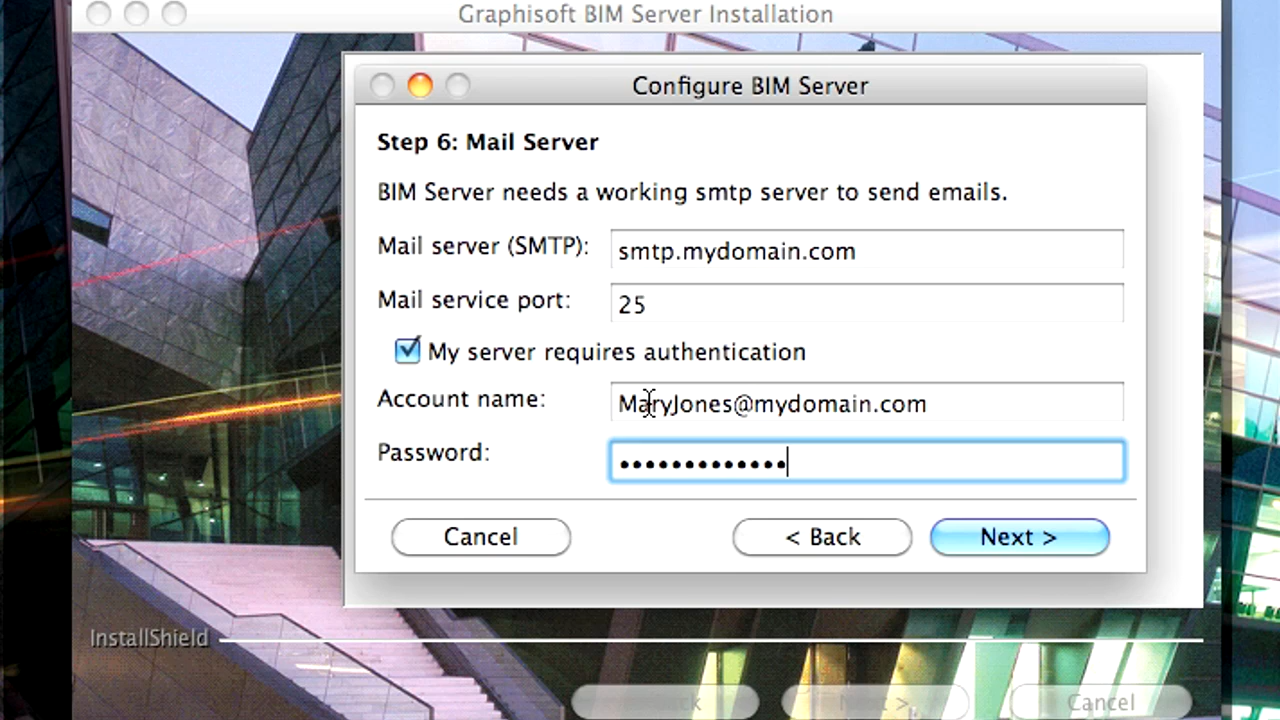 Graphisoft BIM Server Installation
Configure BIM Server
Step 6: Mail Server
BIM Server needs a working smtp server to send emails.
Mail server (SMTP): smtp.mydomain.com
Mail service port: 25
My server requires authentication
Account name: MaryJones@mydomain.com
Password: •••••••••••••
Cancel < Back Next >
InstallShield
Cancel